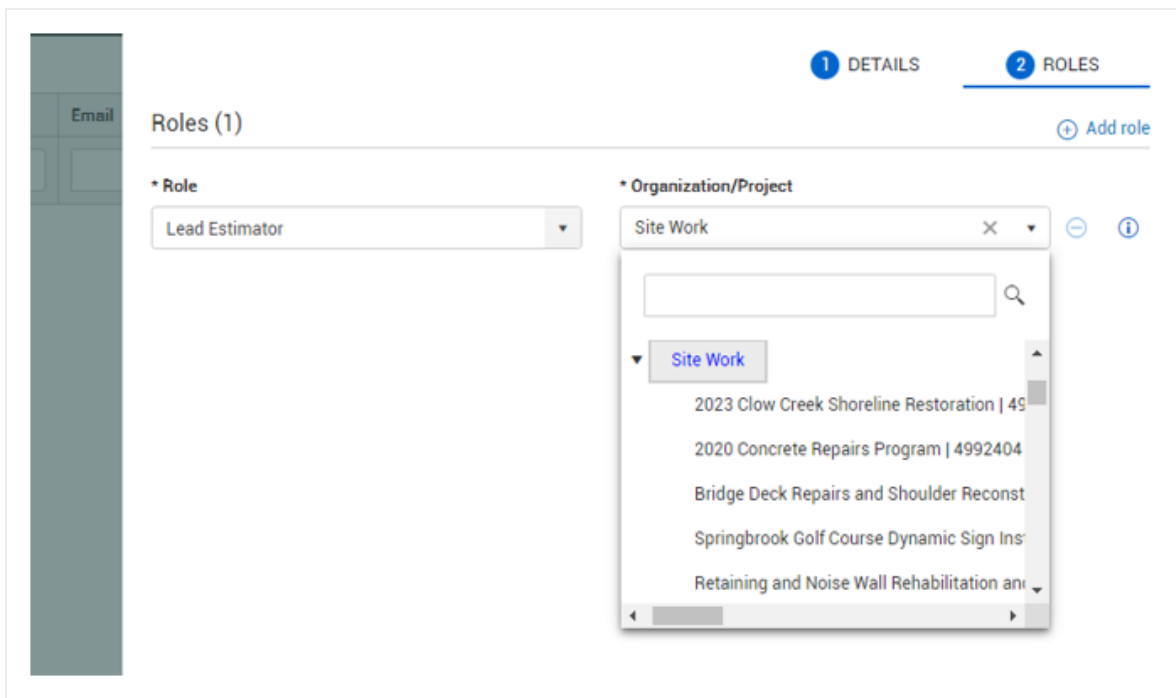 1 DETAILS 2 ROLES
Email
Roles (1)
Add role
* Role
* Organization/Project
Lead Estimator
Site Work
Site Work
2023 Clow Creek Shoreline Restoration | 49
2020 Concrete Repairs Program | 4992404
Bridge Deck Repairs and Shoulder Reconst
Springbrook Golf Course Dynamic Sign Ins
Retaining and Noise Wall Rehabilitation an